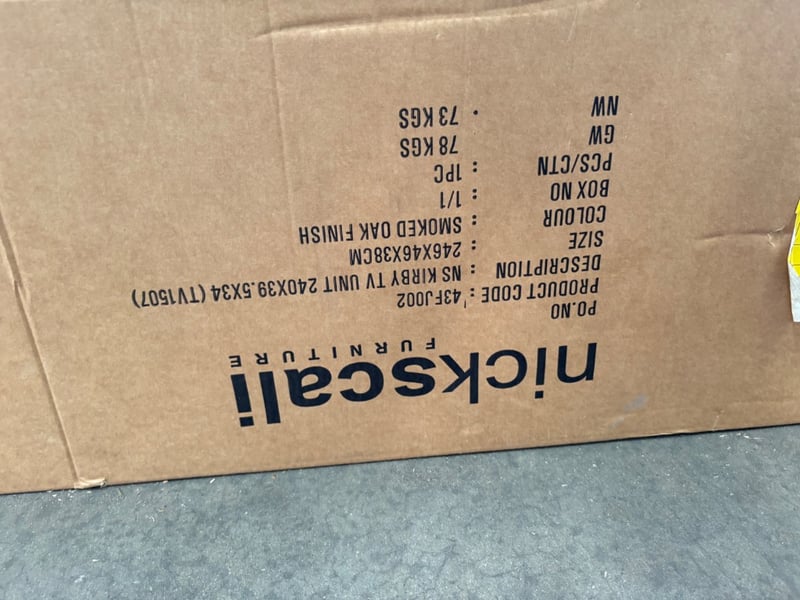 nickscali
FURNITURE
PO.NO
PRODUCT CODE : 43FJ002
DESCRIPTION : NS KIRBY TV UNIT 240X39.5X34 (TV1507)
SIZE : 246X46X38CM
COLOUR : SMOKED OAK FINISH
BOX NO : 1/1
PCS/CTN : 1PC
GW 78 KGS
NW . 73 KGS